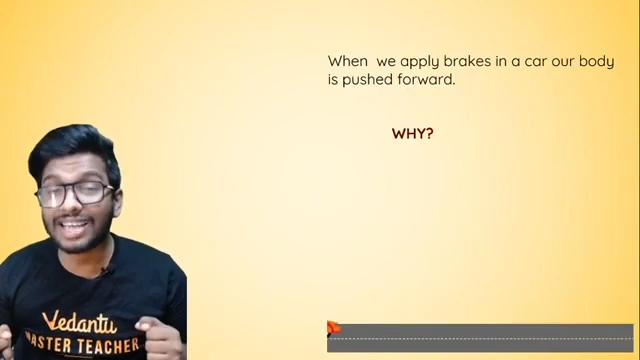 When we apply brakes in a car our body
is pushed forward.
WHY?
Vedantu
MASTER TEACHER